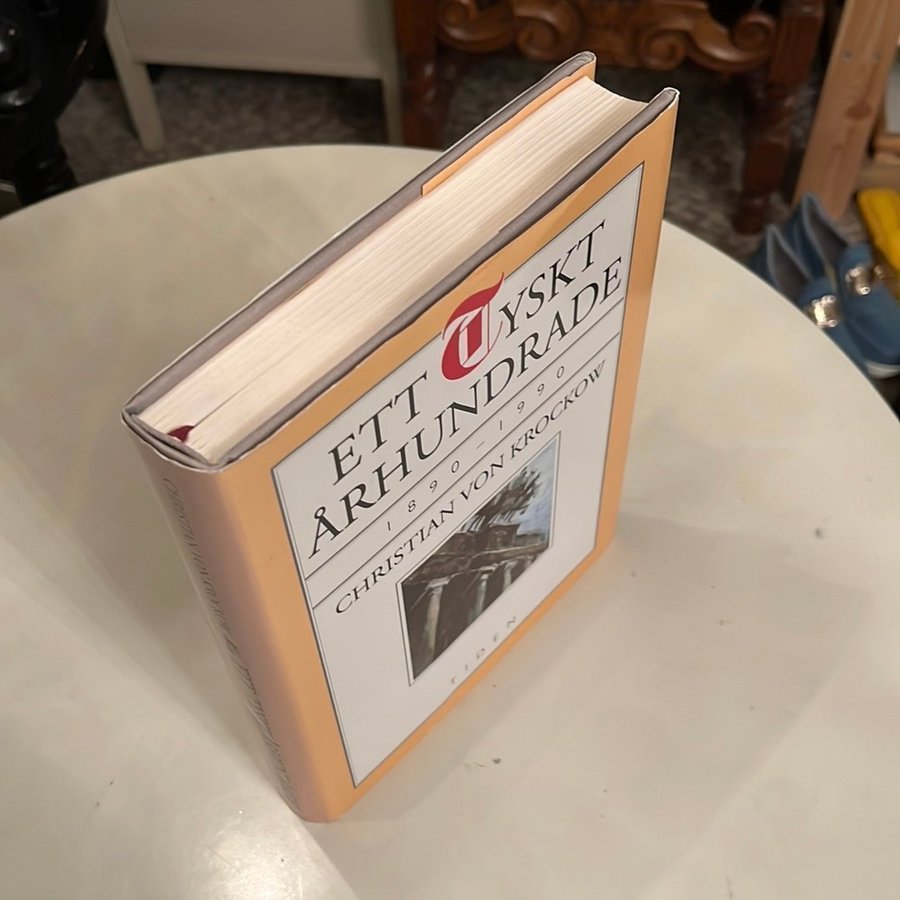 ETT TYSKT
ÅRHUNDRADE
1890–1990
CHRISTIAN VON KROCKOW
TIDEN